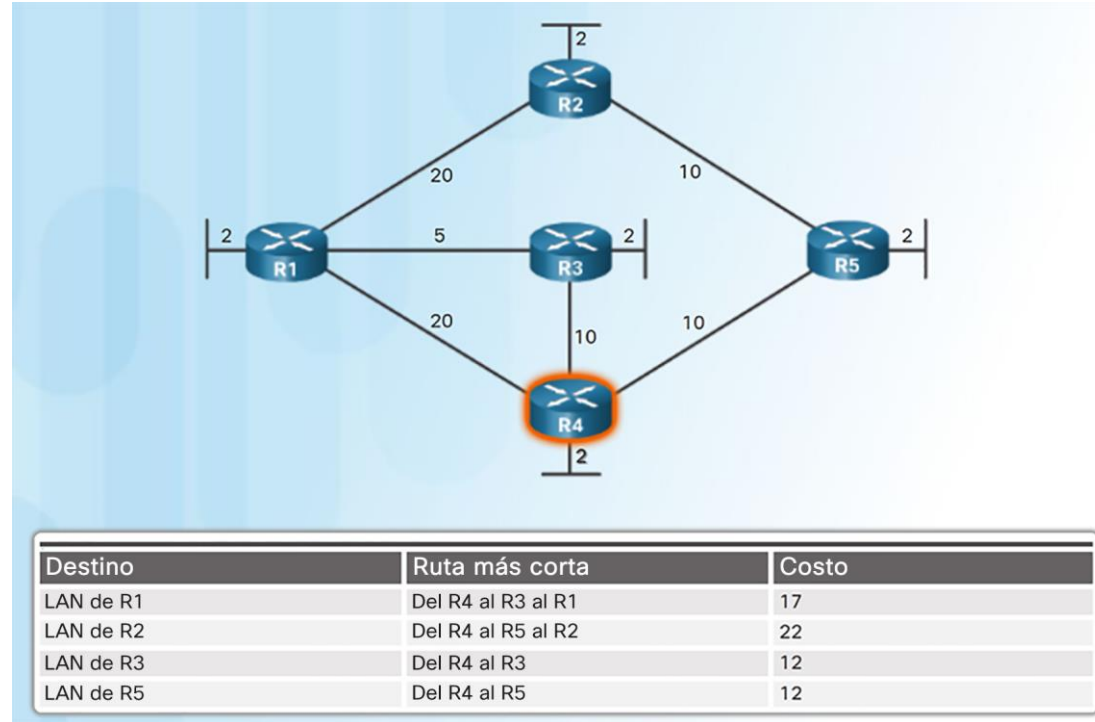 2
R2
20
10
2
5
2
2
R1
R3
R5
20
10
10
R4
2
Destino Ruta más corta Costo
LAN de R1 Del R4 al R3 al R1 17
LAN de R2 Del R4 al R5 al R2 22
LAN de R3 Del R4 al R3 12
LAN de R5 Del R4 al R5 12